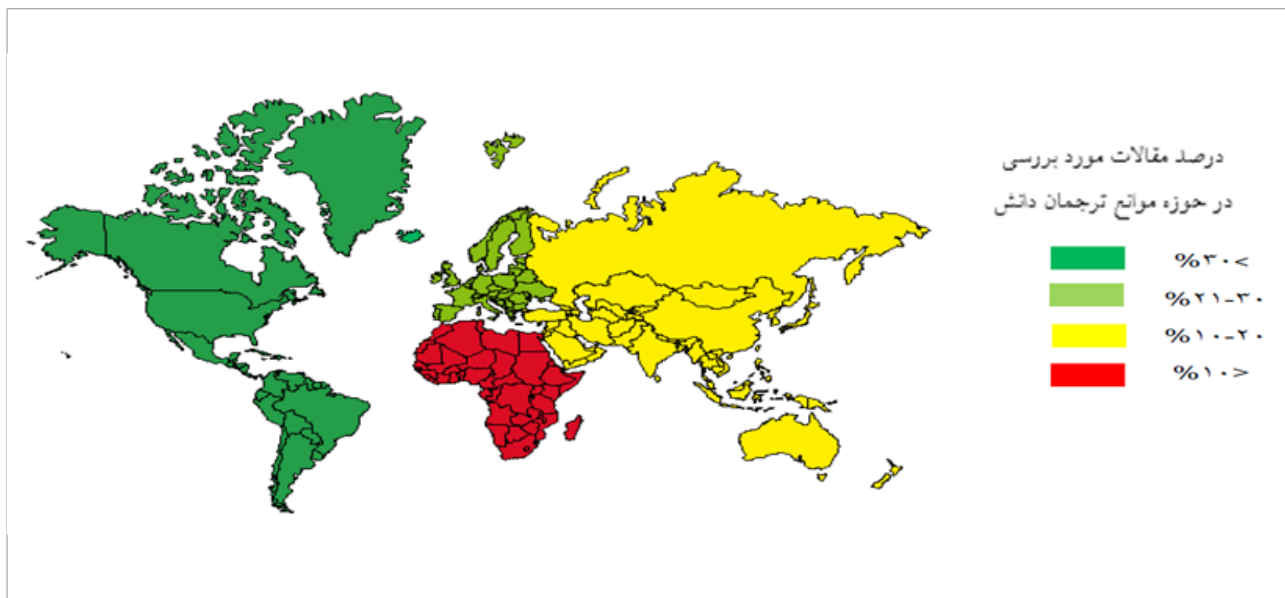 درصد مقالات مورد بررسی
در حوزه موانع ترجمان دانش
%۳۰<
%۲۱-۳۰
%۱۰-۲۰
%۱۰>